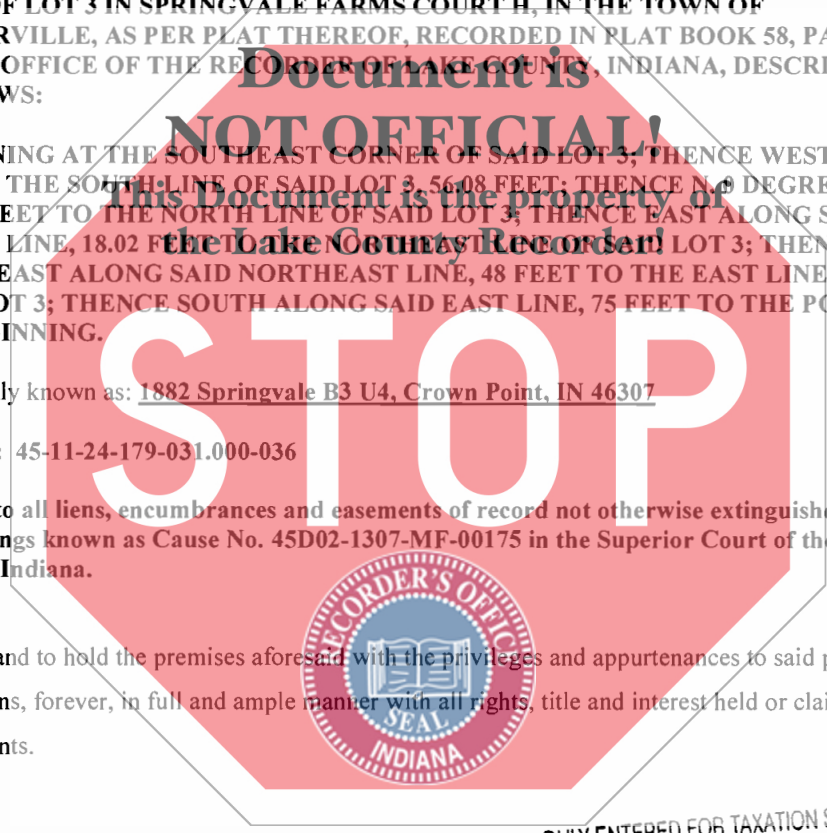 OF LOT 3 IN SPRINGVALE FARMS COURT H, IN THE TOWN OF
RVILLE, AS PER PLAT THEREOF, RECORDED IN PLAT BOOK 58, PA
OFFICE OF THE RECORDER OF LAKE COUNTY, INDIANA, DESCRI
WS:
Document is
NOT OFFICIAL!
This Document is the property of
the Lake County Recorder!
NING AT THE SOUTHEAST CORNER OF SAID LOT 3; THENCE WEST
THE SOUTH LINE OF SAID LOT 3, 56.08 FEET; THENCE N. 0 DEGRE
EET TO THE NORTH LINE OF SAID LOT 3; THENCE EAST ALONG S
LINE, 18.02 FEET TO THE NORTHEAST LINE OF SAID LOT 3; THEN
EAST ALONG SAID NORTHEAST LINE, 48 FEET TO THE EAST LINE
OT 3; THENCE SOUTH ALONG SAID EAST LINE, 75 FEET TO THE PO
INNING.
STOP
ly known as: 1882 Springvale B3 U4, Crown Point, IN 46307
: 45-11-24-179-031.000-036
to all liens, encumbrances and easements of record not otherwise extinguishe
ngs known as Cause No. 45D02-1307-MF-00175 in the Superior Court of the
Indiana.
RECORDER'S OFFICE
SEAL
INDIANA
and to hold the premises aforesaid with the privileges and appurtenances to said p
ns, forever, in full and ample manner with all rights, title and interest held or clai
nts.
ENTERED FOR TAXATION S